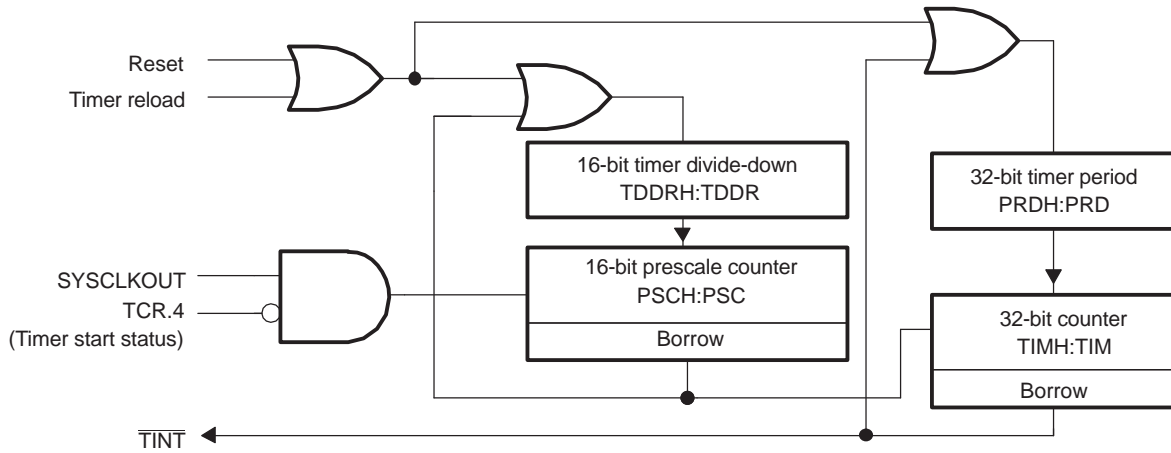 Reset
Timer reload
16-bit timer divide-down
TDDRH:TDDR
32-bit timer period
PRDH:PRD
SYSCLKOUT
TCR.4
(Timer start status)
16-bit prescale counter
PSCH:PSC
Borrow
32-bit counter
TIMH:TIM
Borrow
TINT